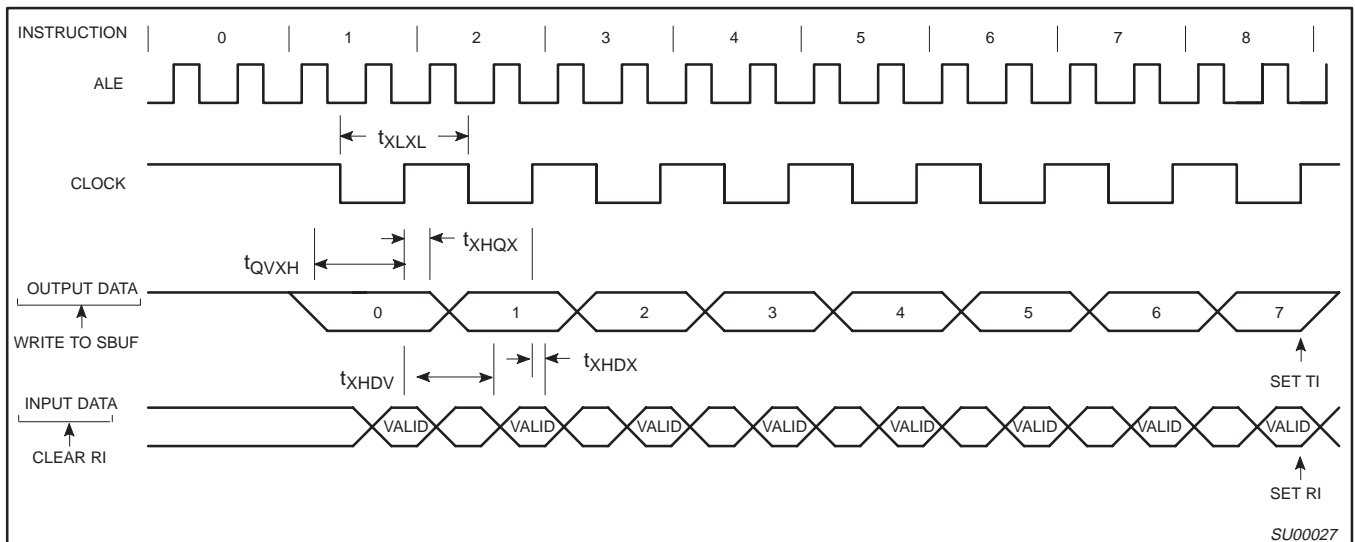 INSTRUCTION 0 1 2 3 4 5 6 7 8
ALE
tXLXL
CLOCK
tXHQX
tQVXH
OUTPUT DATA
0 1 2 3 4 5 6 7
WRITE TO SBUF
tXHDX
tXHDV
SET TI
INPUT DATA
VALID VALID VALID VALID VALID VALID VALID VALID
CLEAR RI
SET RI
SU00027